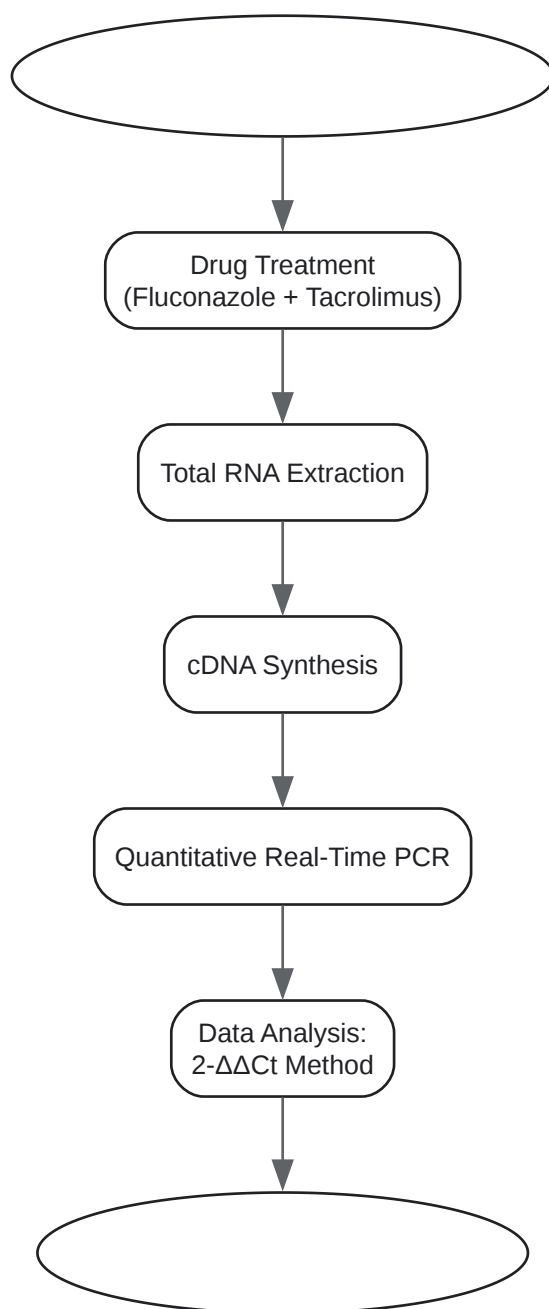 Drug Treatment
(Fluconazole + Tacrolimus)
Total RNA Extraction
cDNA Synthesis
Quantitative Real-Time PCR
Data Analysis:
2-ΔΔCt Method